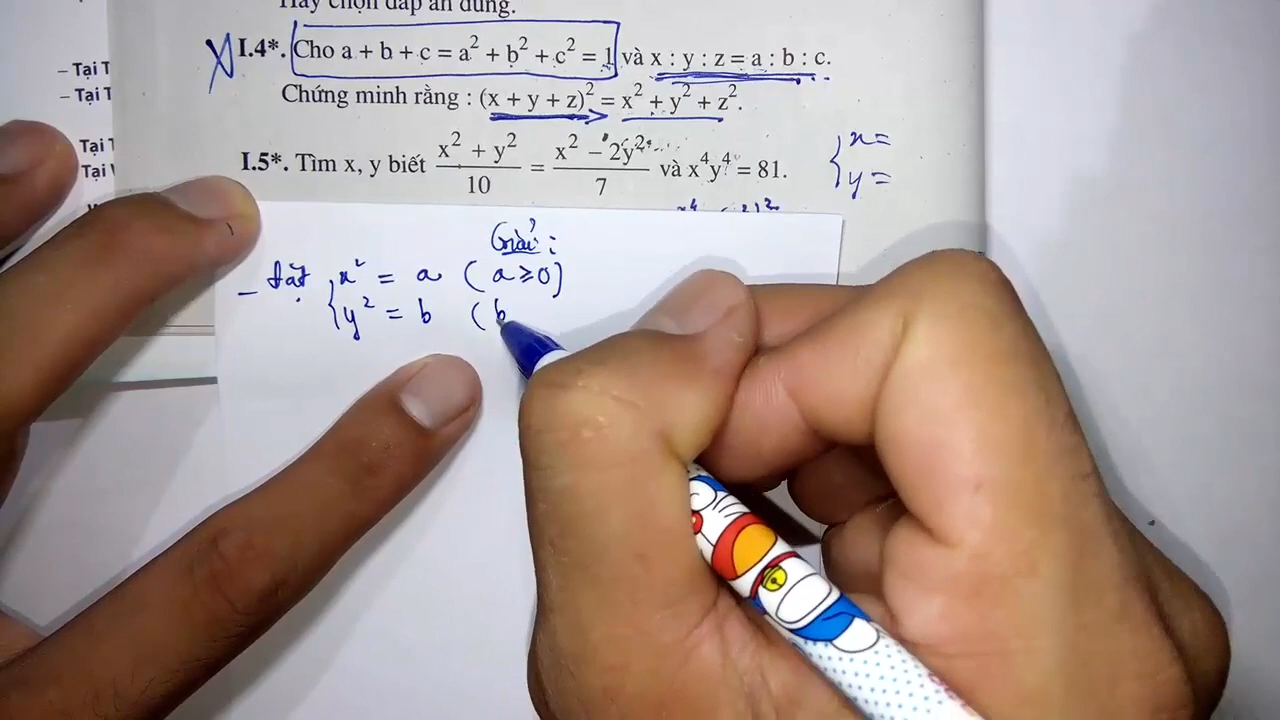 Hãy chọn đáp án đúng.
I.4*. Cho a + b + c = a² + b² + c² = 1 và x : y : z = a : b : c.
Chứng minh rằng : (x + y + z)² = x² + y² + z².
I.5*. Tìm x, y biết (x² + y²)/10 = (x² − 2y²)/7 và x⁴y⁴ = 81.
x =
y =
– Tại
– Tại
Tại
Tại
Giải :
– Đặt { x² = a ( a ≥ 0 )
y² = b ( b